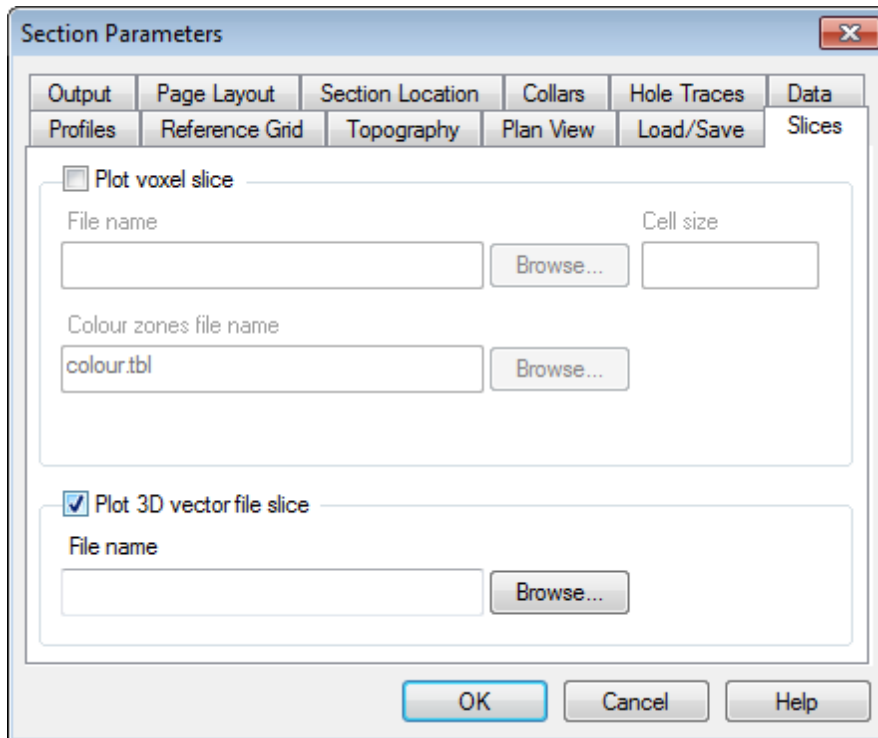 Section Parameters
Output Page Layout Section Location Collars Hole Traces Data
Profiles Reference Grid Topography Plan View Load/Save Slices
Plot voxel slice
File name Cell size
Browse...
Colour zones file name
colour.tbl Browse...
Plot 3D vector file slice
File name
Browse...
OK Cancel Help